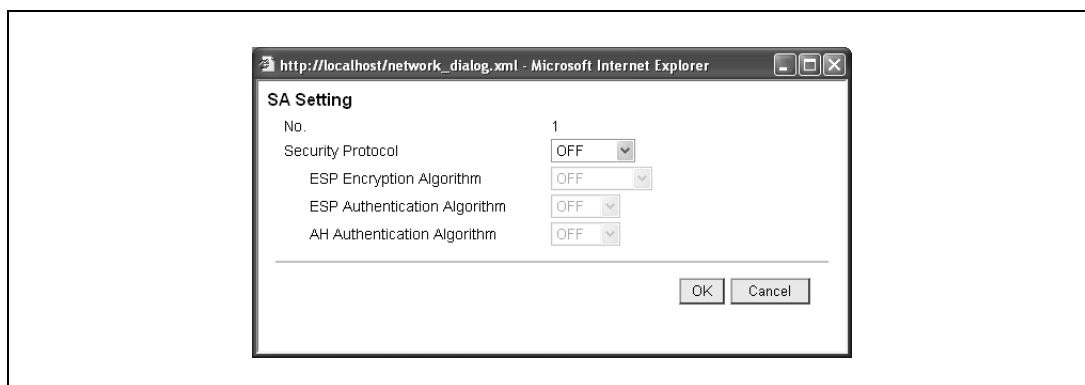 http://localhost/network_dialog.xml - Microsoft Internet Explorer
SA Setting
No. 1
Security Protocol OFF
ESP Encryption Algorithm OFF
ESP Authentication Algorithm OFF
AH Authentication Algorithm OFF
OK Cancel